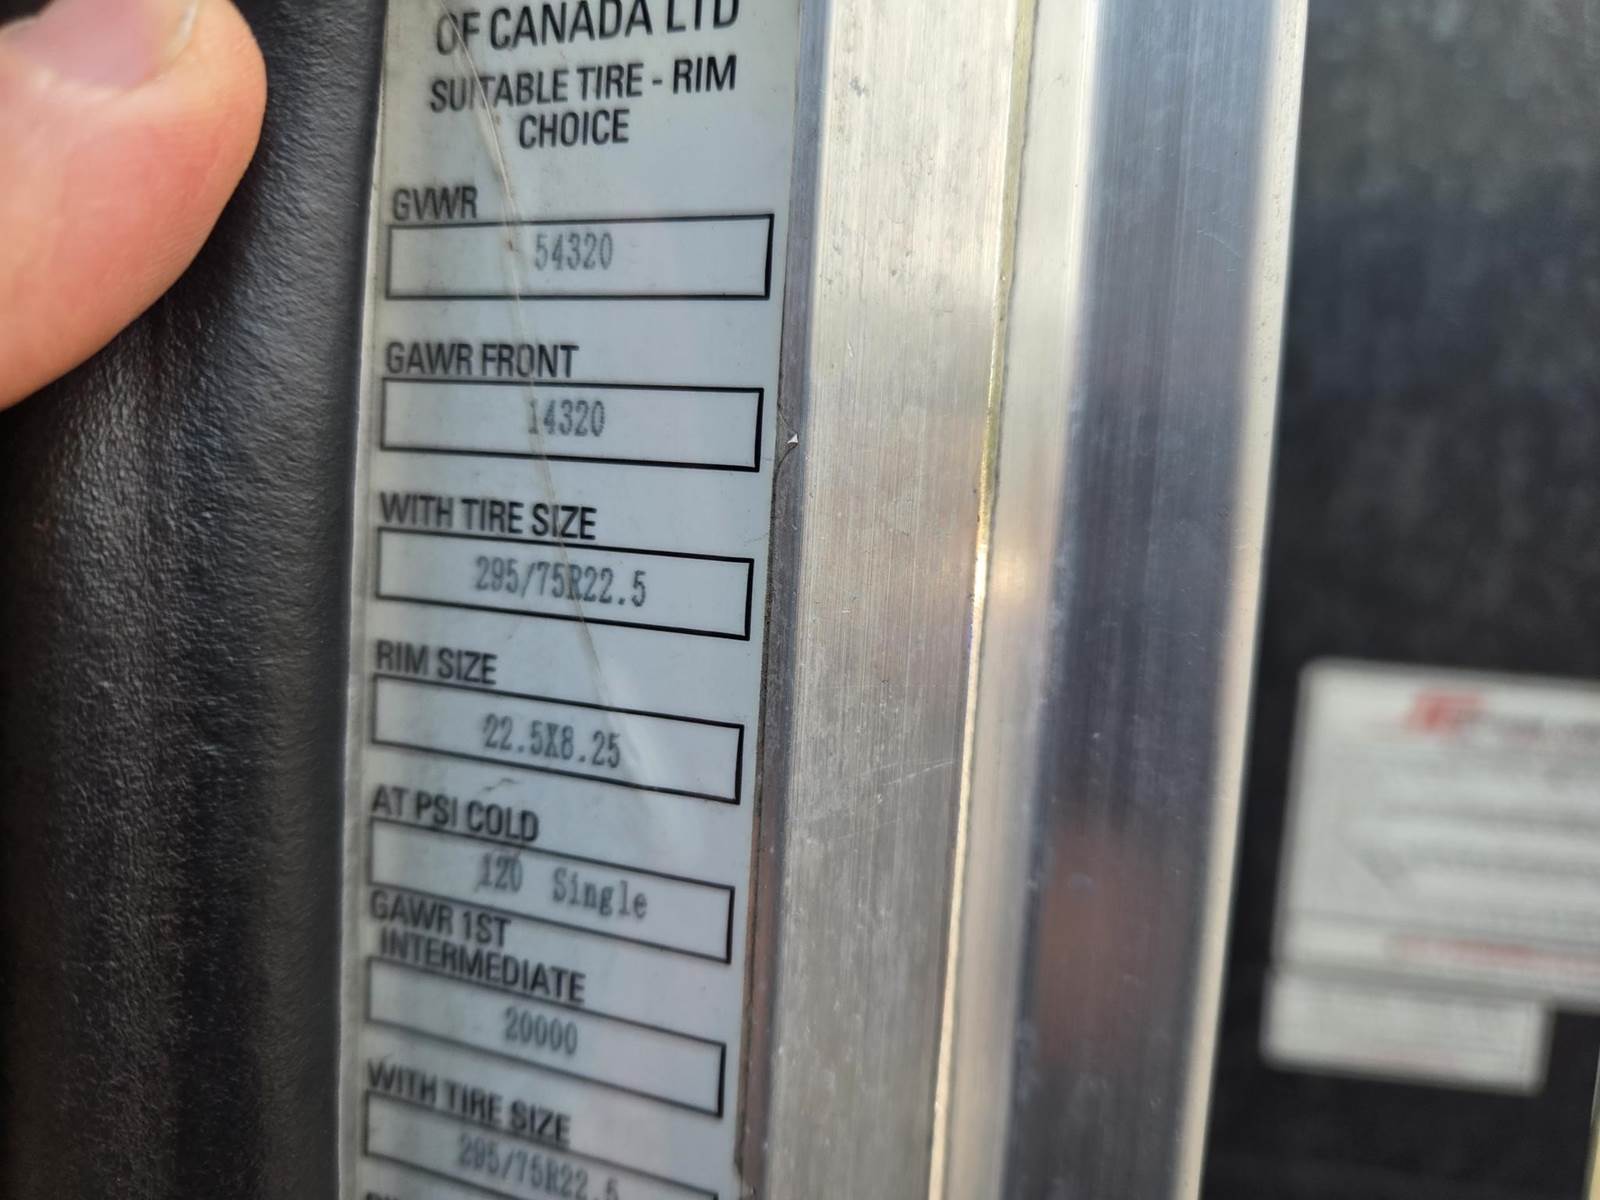 OF CANADA LTD
SUITABLE TIRE - RIM
CHOICE
GVWR
54320
GAWR FRONT
14320
WITH TIRE SIZE
295/75R22.5
RIM SIZE
22.5X8.25
AT PSI COLD
120 Single
GAWR 1ST
INTERMEDIATE
20000
WITH TIRE SIZE
295/75R22.5